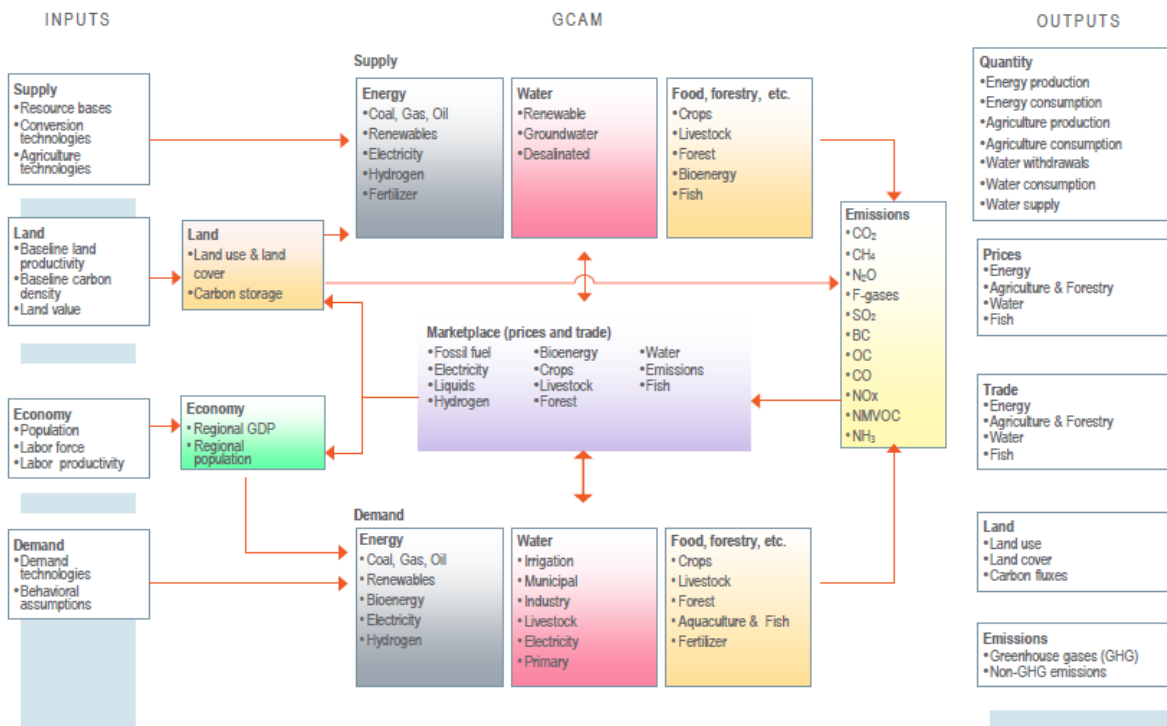 INPUTS
GCAM
OUTPUTS
Supply
•Resource bases
•Conversion
technologies
•Agriculture
technologies
Land
•Baseline land
productivity
•Baseline carbon
density
•Land value
Economy
•Population
•Labor force
•Labor productivity
Demand
•Demand
technologies
•Behavioral
assumptions
Land
•Land use & land
cover
•Carbon storage
Economy
•Regional GDP
•Regional
population
Supply
Energy
•Coal, Gas, Oil
•Renewables
•Electricity
•Hydrogen
•Fertilizer
Water
•Renewable
•Groundwater
•Desalinated
Food, forestry, etc.
•Crops
•Livestock
•Forest
•Bioenergy
•Fish
Marketplace (prices and trade)
•Fossil fuel
•Electricity
•Liquids
•Hydrogen
•Bioenergy
•Crops
•Livestock
•Forest
•Water
•Emissions
•Fish
Demand
Energy
•Coal, Gas, Oil
•Renewables
•Bioenergy
•Electricity
•Hydrogen
Water
•Irrigation
•Municipal
•Industry
•Livestock
•Electricity
•Primary
Food, forestry, etc.
•Crops
•Livestock
•Forest
•Aquaculture & Fish
•Fertilizer
Emissions
•CO₂
•CH₄
•N₂O
•F-gases
•SO₂
•BC
•OC
•CO
•NOx
•NMVOC
•NH₃
Quantity
•Energy production
•Energy consumption
•Agriculture production
•Agriculture consumption
•Water withdrawals
•Water consumption
•Water supply
Prices
•Energy
•Agriculture & Forestry
•Water
•Fish
Trade
•Energy
•Agriculture & Forestry
•Water
•Fish
Land
•Land use
•Land cover
•Carbon fluxes
Emissions
•Greenhouse gases (GHG)
•Non-GHG emissions